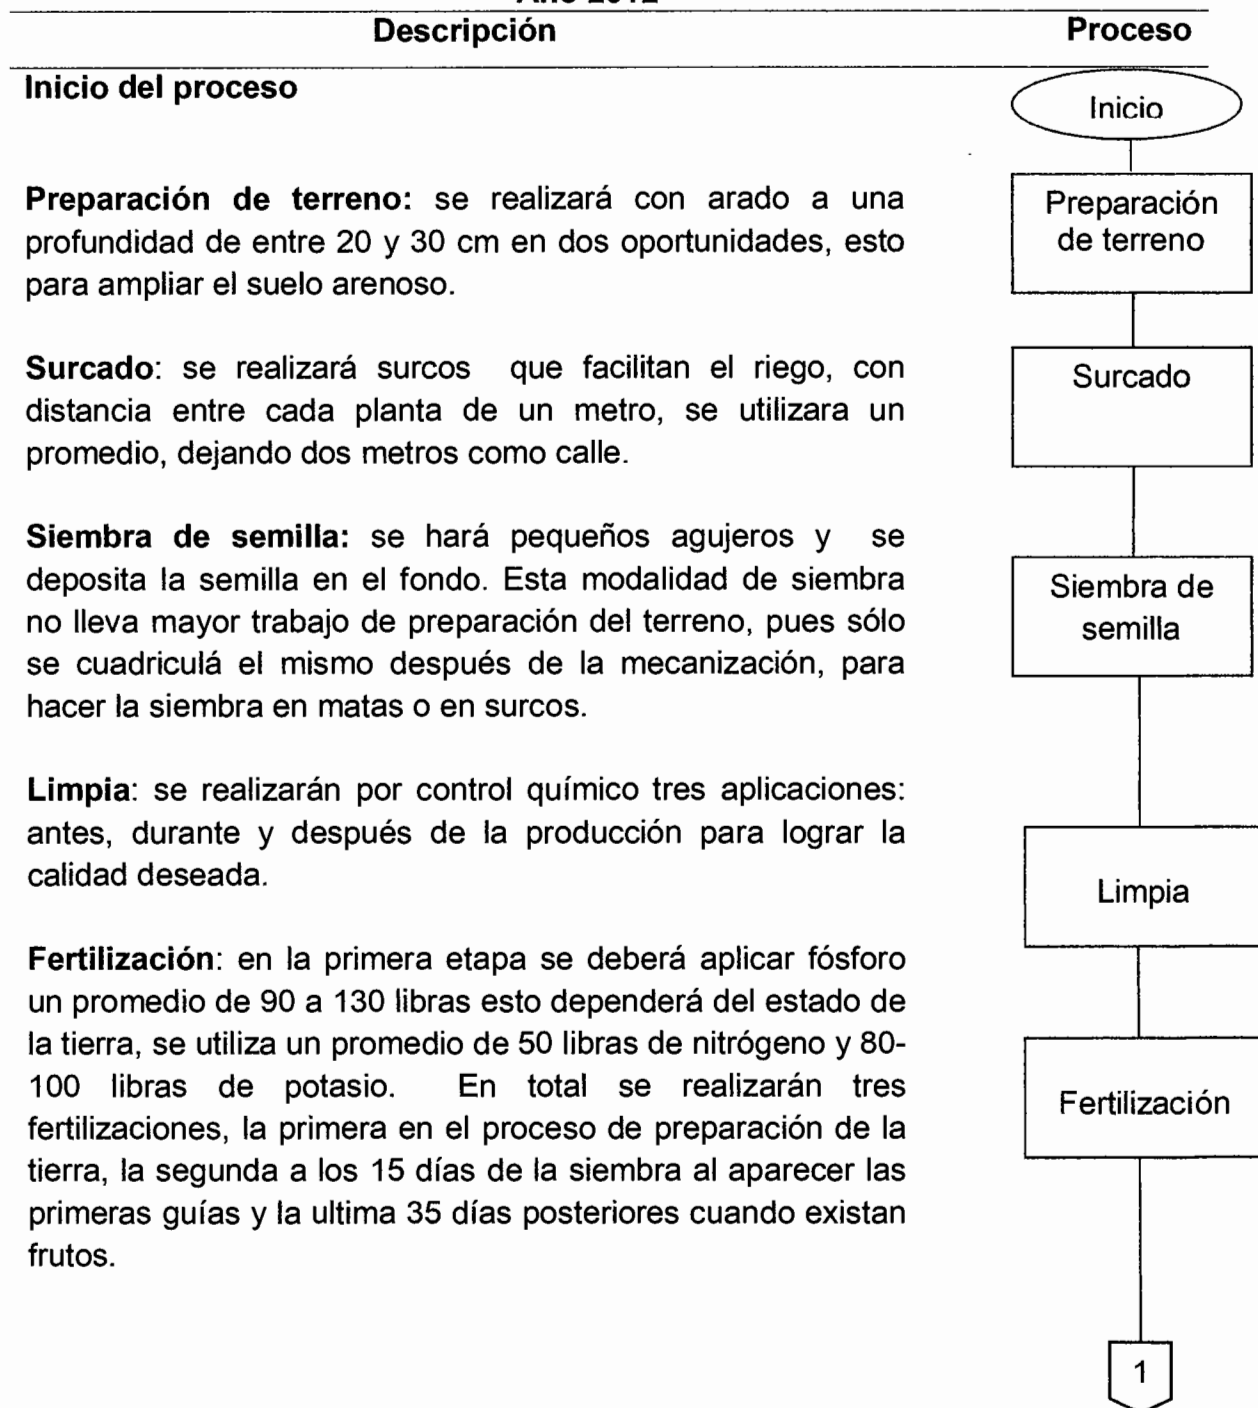 Descripción Proceso
Inicio del proceso
Inicio
Preparación de terreno: se realizará con arado a una
profundidad de entre 20 y 30 cm en dos oportunidades, esto
para ampliar el suelo arenoso.
Preparación
de terreno
Surcado: se realizará surcos que facilitan el riego, con
distancia entre cada planta de un metro, se utilizara un
promedio, dejando dos metros como calle.
Surcado
Siembra de semilla: se hará pequeños agujeros y se
deposita la semilla en el fondo. Esta modalidad de siembra
no lleva mayor trabajo de preparación del terreno, pues sólo
se cuadriculá el mismo después de la mecanización, para
hacer la siembra en matas o en surcos.
Siembra de
semilla
Limpia: se realizarán por control químico tres aplicaciones:
antes, durante y después de la producción para lograr la
calidad deseada.
Limpia
Fertilización: en la primera etapa se deberá aplicar fósforo
un promedio de 90 a 130 libras esto dependerá del estado de
la tierra, se utiliza un promedio de 50 libras de nitrógeno y 80-
100 libras de potasio. En total se realizarán tres
fertilizaciones, la primera en el proceso de preparación de la
tierra, la segunda a los 15 días de la siembra al aparecer las
primeras guías y la ultima 35 días posteriores cuando existan
frutos.
Fertilización
1